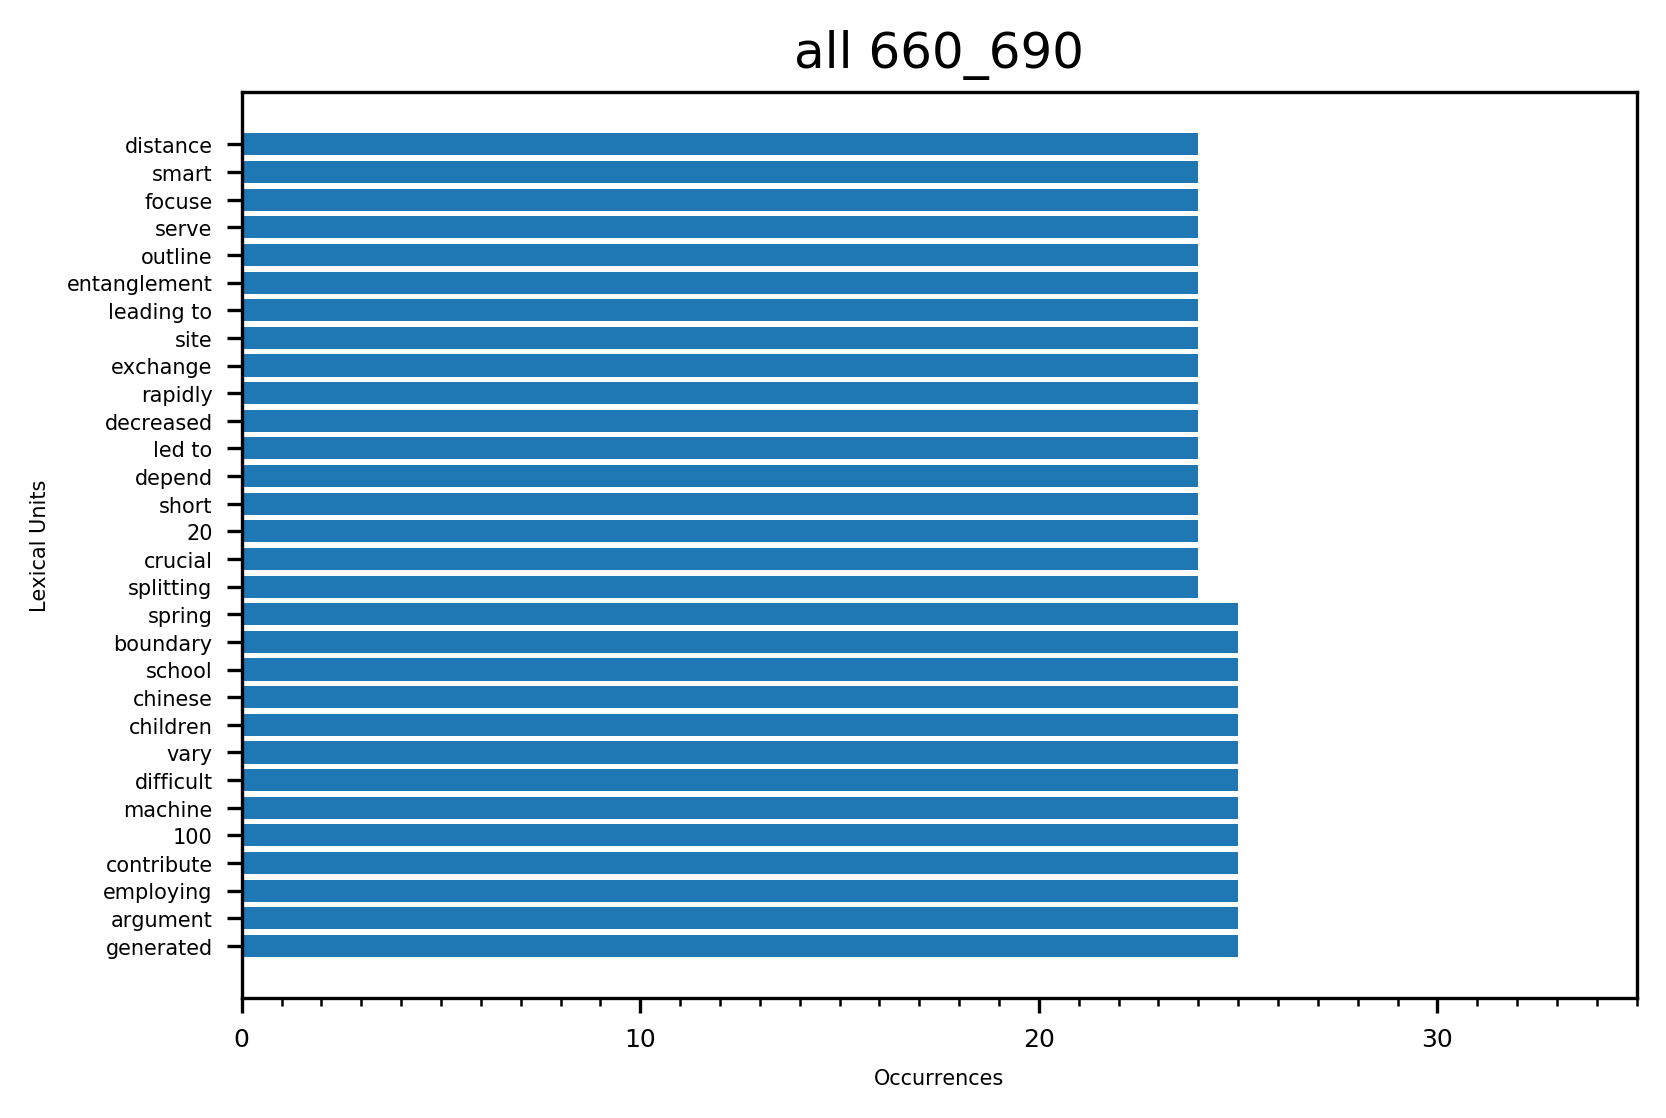 all 660_690
distance
smart
focuse
serve
outline
entanglement
leading to
site
exchange
rapidly
decreased
led to
depend
short
20
crucial
splitting
spring
boundary
school
chinese
children
vary
difficult
machine
100
contribute
employing
argument
generated
Lexical Units
0 10 20 30
Occurrences